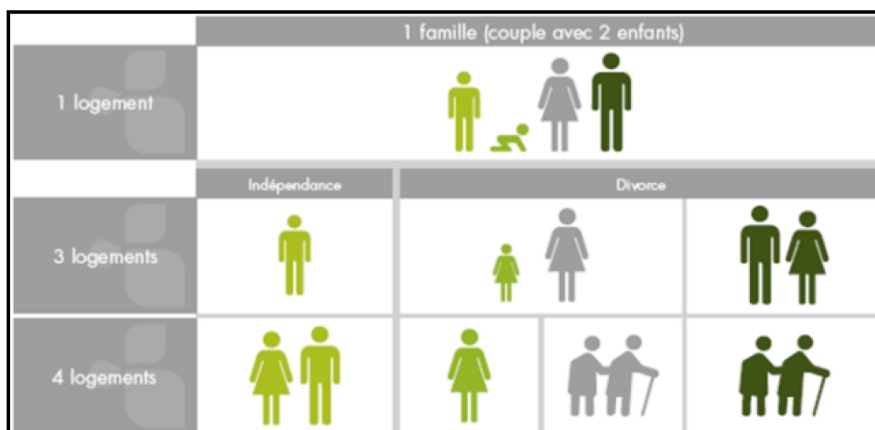 1 famille (couple avec 2 enfants)
1 logement
Indépendance
Divorce
3 logements
4 logements